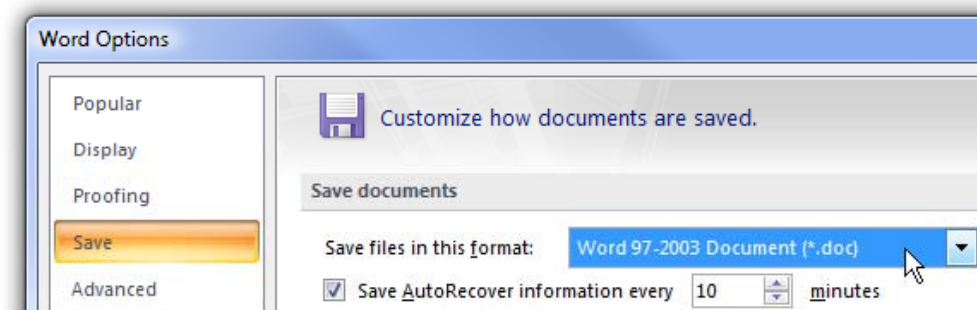 Word Options
Popular
Display
Proofing
Save
Advanced
Customize how documents are saved.
Save documents
Save files in this format: Word 97-2003 Document (*.doc)
Save AutoRecover information every 10 minutes